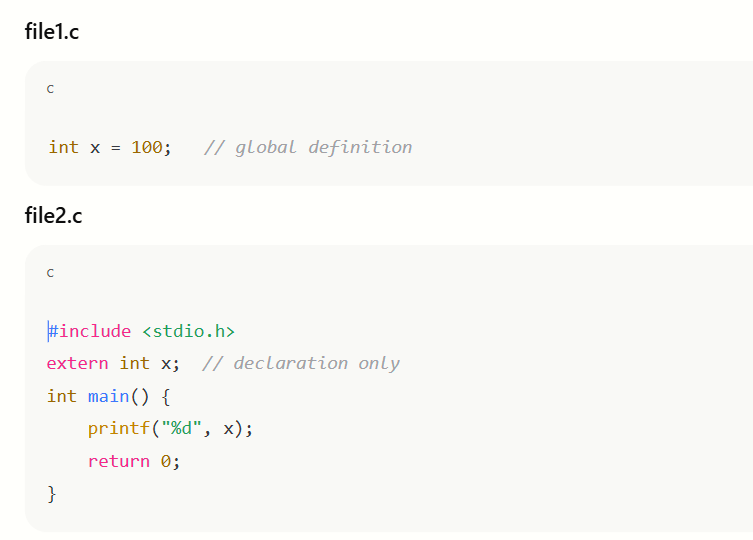 file1.c
c
int x = 100;   // global definition
file2.c
c
#include <stdio.h>
extern int x;  // declaration only
int main() {
    printf("%d", x);
    return 0;
}